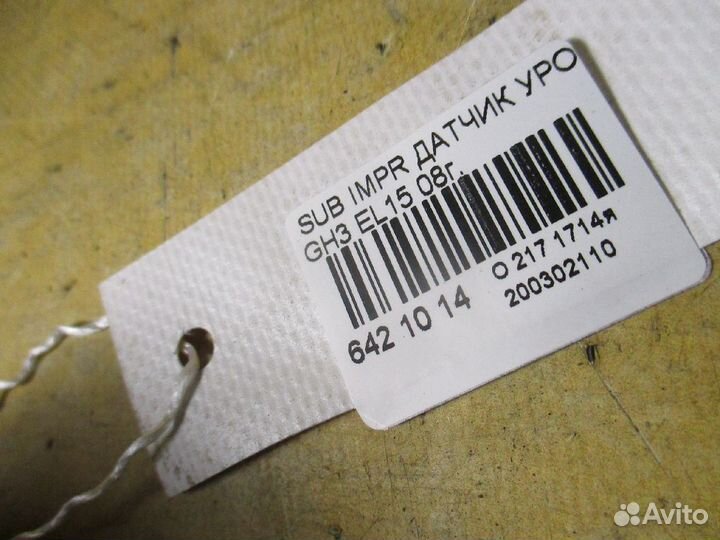 SUB IMPR ДАТЧИК УРО
GH3 EL15 08г.
642 10 14
О 217 1714я
200302110
Avito